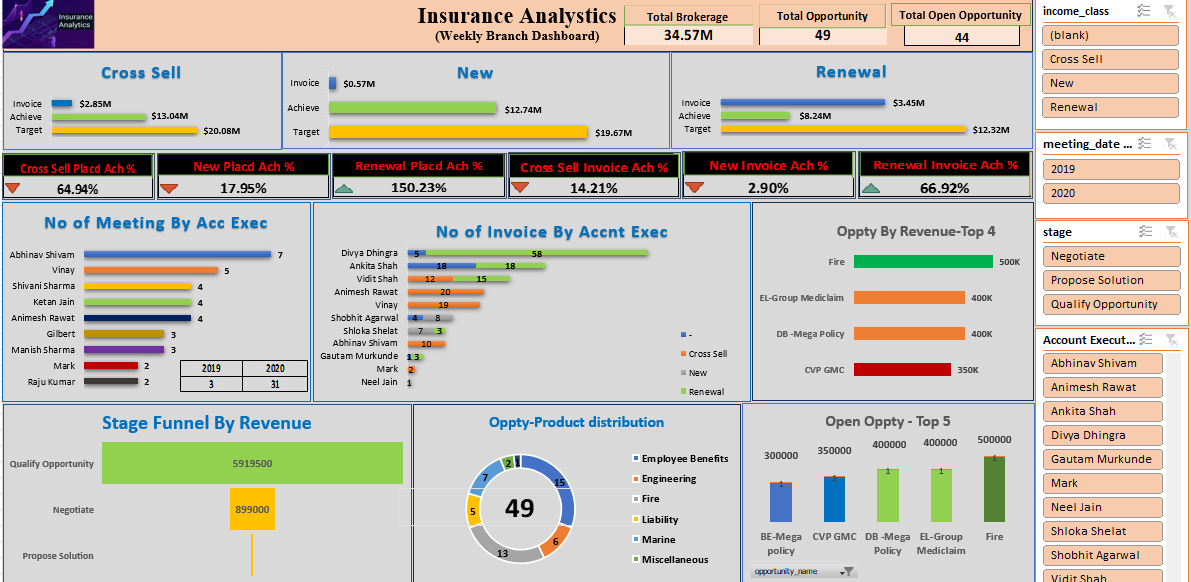 Insurance
Analytics
Insurance Analystics
(Weekly Branch Dashboard)
Total Brokerage
34.57M
Total Opportunity
49
Total Open Opportunity
44
Cross Sell
Invoice $2.85M
Achieve $13.04M
Target $20.08M
New
Invoice $0.57M
Achieve $12.74M
Target $19.67M
Renewal
Invoice $3.45M
Achieve $8.24M
Target $12.32M
Cross Sell Placd Ach %
64.94%
New Placd Ach %
17.95%
Renewal Placd Ach %
150.23%
Cross Sell Invoice Ach %
14.21%
New Invoice Ach %
2.90%
Renewal Invoice Ach %
66.92%
No of Meeting By Acc Exec
Abhinav Shivam 7
Vinay 5
Shivani Sharma 4
Ketan Jain 4
Animesh Rawat 4
Gilbert 3
Manish Sharma 3
Mark 2
Raju Kumar 2
2019 2020
3 31
No of Invoice By Accnt Exec
Divya Dhingra 5 58
Ankita Shah 18 18
Vidit Shah 12 15
Animesh Rawat 20
Vinay 19
Shobhit Agarwal 4 8
Shloka Shelat 7 3
Abhinav Shivam 10
Gautam Murkunde 1 3
Mark 2
Neel Jain 1
-
Cross Sell
New
Renewal
Oppty By Revenue-Top 4
Fire 500K
EL-Group Mediclaim 400K
DB -Mega Policy 400K
CVP GMC 350K
Stage Funnel By Revenue
Qualify Opportunity 5919500
Negotiate 899000
Propose Solution
Oppty-Product distribution
49
15
6
13
5
7
2
1
Employee Benefits
Engineering
Fire
Liability
Marine
Miscellaneous
Open Oppty - Top 5
300000 350000 400000 400000 500000
1 1 1 1 1
BE-Mega policy
CVP GMC
DB -Mega Policy
EL-Group Mediclaim
Fire
opportunity_name
income_class
(blank)
Cross Sell
New
Renewal
meeting_date ...
2019
2020
stage
Negotiate
Propose Solution
Qualify Opportunity
Account Execut...
Abhinav Shivam
Animesh Rawat
Ankita Shah
Divya Dhingra
Gautam Murkunde
Mark
Neel Jain
Shloka Shelat
Shobhit Agarwal
Vidit Shah